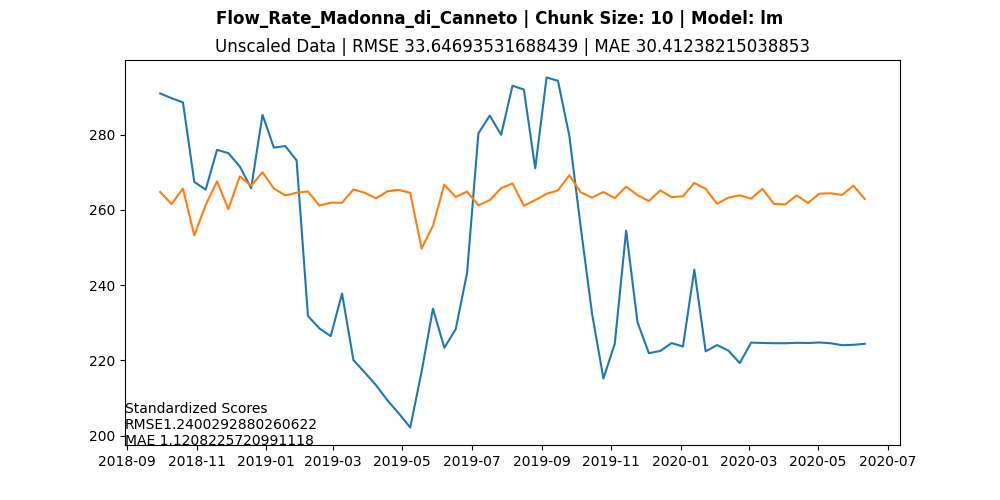 Flow_Rate_Madonna_di_Canneto | Chunk Size: 10 | Model: lm
Unscaled Data | RMSE 33.64693531688439 | MAE 30.41238215038853
280
260
240
220
200
Standardized Scores
RMSE1.2400292880260622
MAE 1.1208225720991118
2018-09 2018-11 2019-01 2019-03 2019-05 2019-07 2019-09 2019-11 2020-01 2020-03 2020-05 2020-07